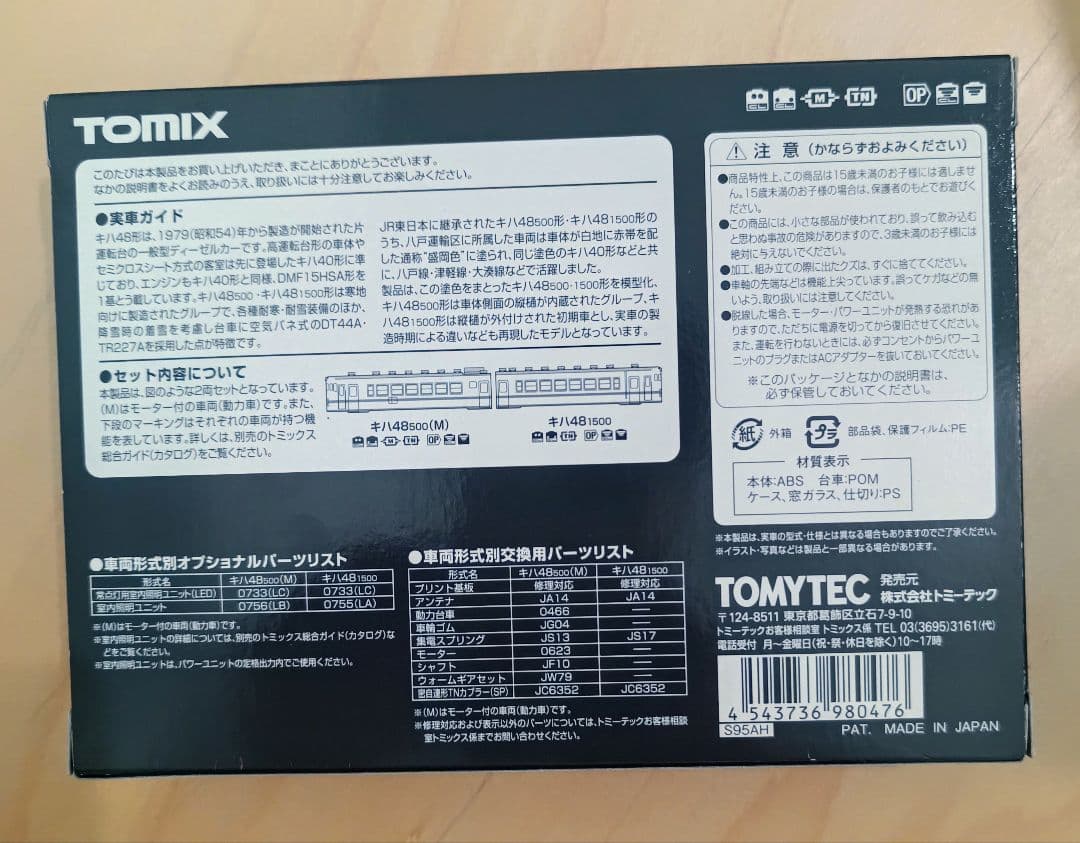 TOMIX
CL CL M TN OP
このたびは本製品をお買い上げいただき、まことにありがとうございます。
なかの説明書をよくお読みのうえ、取り扱いには十分注意してお楽しみください。
●実車ガイド
キハ48形は、1979(昭和54)年から製造が開始された片
運転台の一般型ディーゼルカーです。高運転台形の車体や
セミクロスシート方式の客室は先に登場したキハ40形に準
じており、エンジンもキハ40形と同様、DMF15HSA形を
1基とう載しています。キハ48500・キハ481500形は寒地
向けに製造されたグループで、各種耐寒・耐雪装備のほか、
降雪時の着雪を考慮し台車に空気バネ式のDT44A・
TR227Aを採用した点が特徴です。
JR東日本に継承されたキハ48500形・キハ481500形の
うち、八戸運輸区に所属した車両は車体が白地に赤帯を配
した通称"盛岡色"に塗られ、同じ塗色のキハ40形などと共
に、八戸線・津軽線・大湊線などで活躍しました。
製品は、この塗色をまとったキハ48500・1500形を模型化、
キハ48500形は車体側面の縦樋が内蔵されたグループ、キ
ハ481500形は縦樋が外付けされた初期車とし、実車の製
造時期による違いなども再現したモデルとなっています。
●セット内容について
本製品は、図のような2両セットとなっています。
(M)はモーター付の車両(動力車)です。また、
下段のマーキングはそれぞれの車両が持つ機
能を表しています。詳しくは、別売のトミックス
総合ガイド(カタログ)をご覧ください。
キハ48500(M)
キハ481500
⚠ 注 意 (かならずおよみください)
●商品特性上、この商品は15歳未満のお子様には適しませ
ん。15歳未満のお子様の場合は、保護者のもとでお遊びく
ださい。
●この商品には、小さな部品が使われており、誤って飲み込む
と思わぬ事故の危険がありますので、3歳未満のお子様には
絶対に与えないでください。
●加工、組み立ての際に出たクズは、すぐに捨ててください。
●車軸の先端などは機能上尖っています。誤ってケガなどの無
いよう、取り扱いには注意してください。
●脱線した場合、モーター・パワーユニットが発熱する恐れがあ
りますので、ただちに電源を切ってから復旧させてください。
また、運転を行わないときには、必ずコンセントからパワーユ
ニットのプラグまたはACアダプターを抜いておいてください。
※このパッケージとなかの説明書は、
必ず保管しておいてください。
紙 外箱 プラ 部品袋、保護フィルム:PE
材質表示
本体:ABS 台車:POM
ケース、窓ガラス、仕切り:PS
※本製品は、実車の型式・仕様とは異なる場合もありますのでご了承ください。
※イラスト・写真などは製品と一部異なる場合があります。
●車両形式別オプショナルパーツリスト
形式名 キハ48500(M) キハ481500
常点灯用室内照明ユニット(LED) 0733(LC) 0733(LC)
室内照明ユニット 0756(LB) 0755(LA)
※(M)はモーター付の車両(動力車)です。
※室内照明ユニットの詳細については、別売のトミックス総合ガイド(カタログ)な
どをご覧ください。
※室内照明ユニットは、パワーユニットの定格出力内でご使用ください。
●車両形式別交換用パーツリスト
形式名 キハ48500(M) キハ481500
プリント基板 修理対応 修理対応
アンテナ JA14 JA14
動力台車 0466 ―
車輪ゴム JG04 ―
集電スプリング JS13 JS17
モーター 0623 ―
シャフト JF10 ―
ウォームギアセット JW79 ―
密自連形TNカプラー(SP) JC6352 JC6352
※(M)はモーター付の車両(動力車)です。
※修理対応および表示以外のパーツについては、トミーテックお客様相談
室トミックス係までお問い合わせください。
TOMYTEC 発売元
株式会社トミーテック
〒124-8511 東京都葛飾区立石7-9-10
トミーテックお客様相談室 トミックス係 TEL 03(3695)3161(代)
電話受付 月〜金曜日(祝・祭・休日を除く)10〜17時
4 543736 980476
S95AH
PAT. MADE IN JAPAN